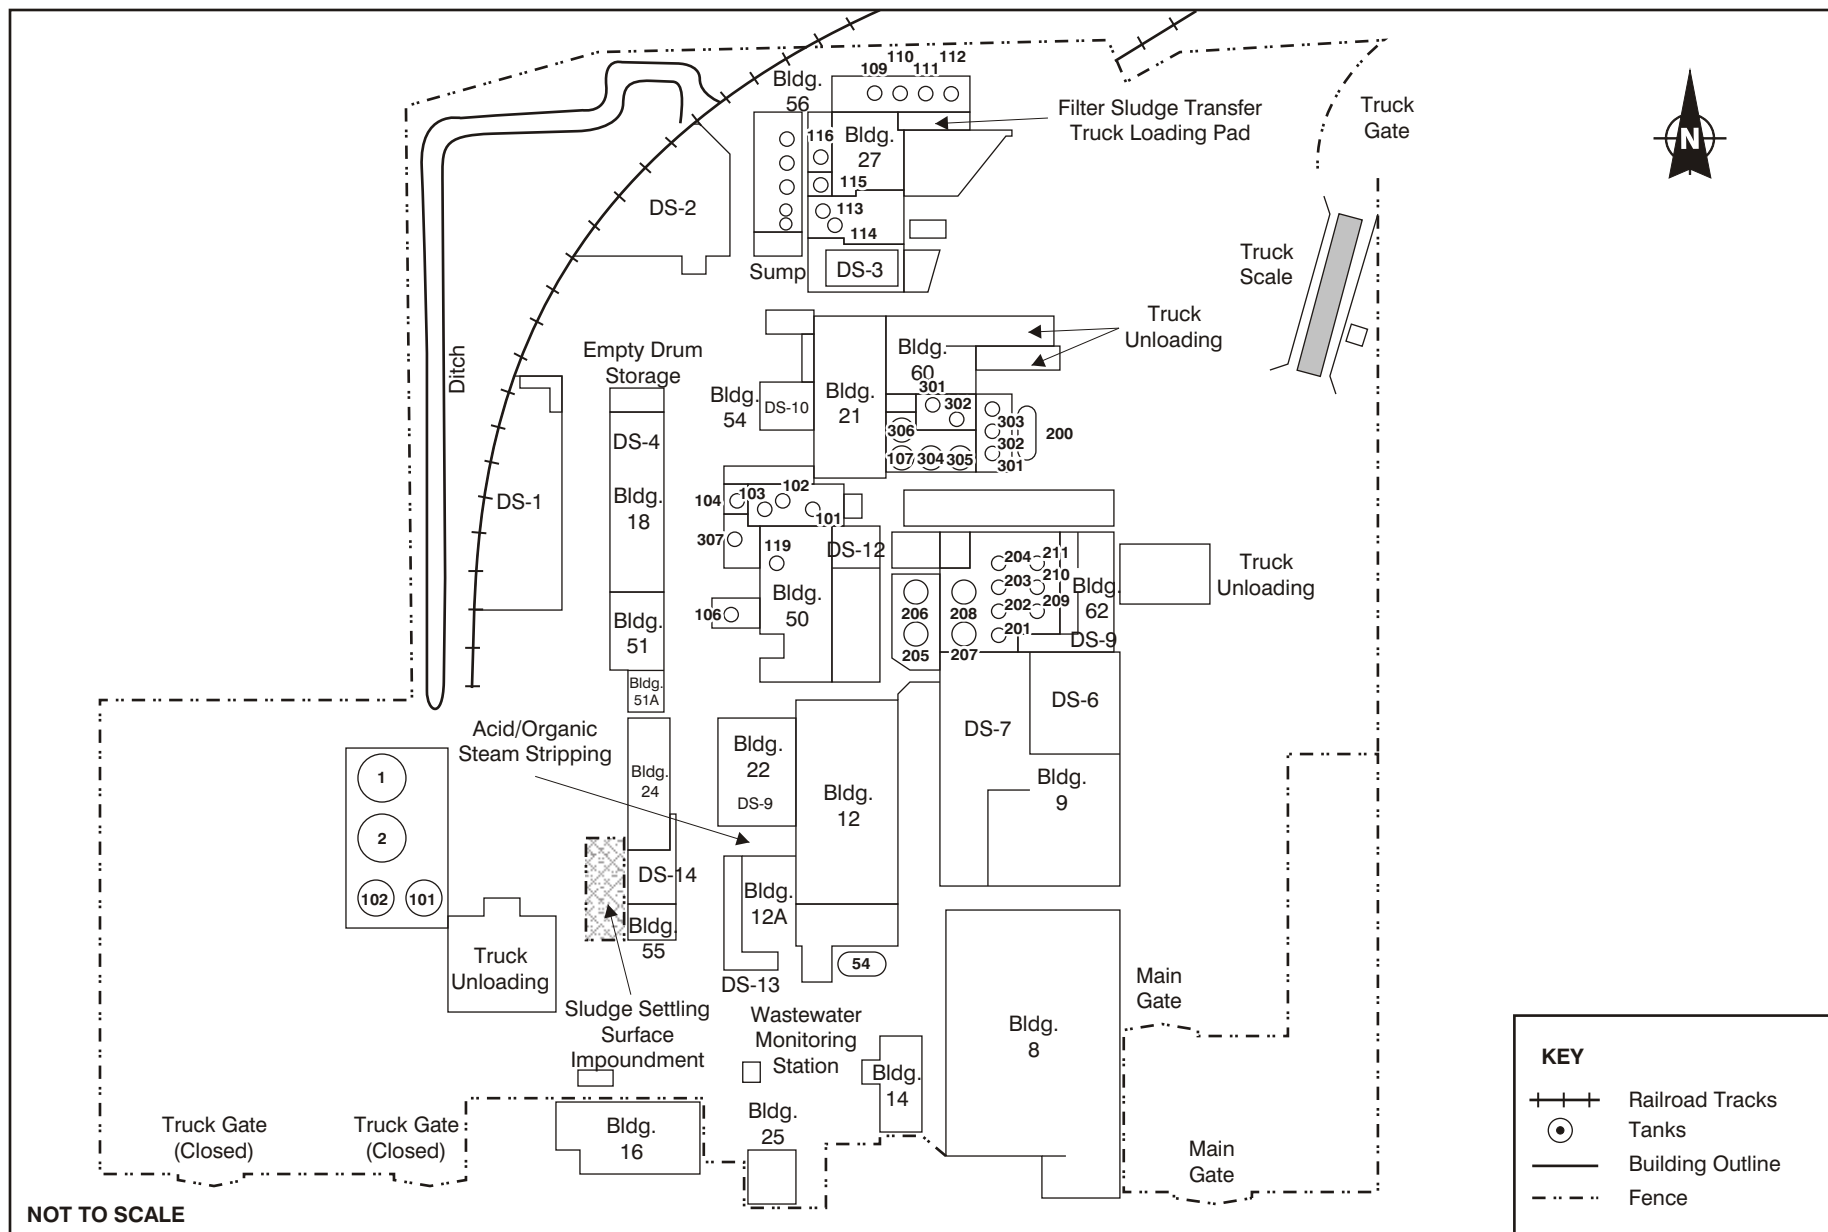 110
112
109
111
Bldg.
56
Filter Sludge Transfer
Truck Loading Pad
Truck
Gate
N
116
Bldg.
27
115
DS-2
113
114
Sump
DS-3
Truck
Scale
Truck
Unloading
Ditch
Empty Drum
Storage
Bldg.
60
301
302
Bldg.
54
DS-10
Bldg.
21
303
306
302
200
DS-4
107
304
305
301
DS-1
Bldg.
18
104
103
102
101
307
119
DS-12
204
211
Truck
Unloading
203
210
Bldg.
62
Bldg.
50
206
208
202
209
106
201
Bldg.
51
205
207
DS-9
Bldg.
51A
DS-6
Acid/Organic
Steam Stripping
DS-7
Bldg.
22
DS-9
Bldg.
24
Bldg.
12
Bldg.
9
1
2
DS-14
102
101
Bldg.
12A
Bldg.
55
Truck
Unloading
54
DS-13
Main
Gate
Sludge Settling
Surface
Impoundment
Wastewater
Monitoring
Station
Bldg.
8
Bldg.
14
Truck Gate
(Closed)
Truck Gate
(Closed)
Bldg.
16
Bldg.
25
Main
Gate
KEY
Railroad Tracks
Tanks
Building Outline
Fence
NOT TO SCALE